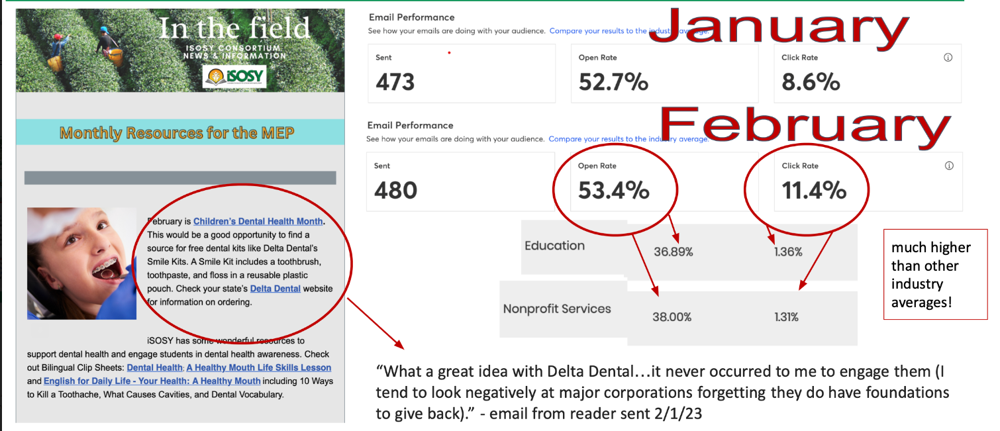 In the field
ISOSY CONSORTIUM
NEWS & INFORMATION
iSOSY
Monthly Resources for the MEP
February is Children's Dental Health Month.
This would be a good opportunity to find a
source for free dental kits like Delta Dental's
Smile Kits. A Smile Kit includes a toothbrush,
toothpaste, and floss in a reusable plastic
pouch. Check your state's Delta Dental website
for information on ordering.
iSOSY has some wonderful resources to
support dental health and engage students in dental health awareness. Check
out Bilingual Clip Sheets: Dental Health; A Healthy Mouth Life Skills Lesson
and English for Daily Life - Your Health: A Healthy Mouth including 10 Ways
to Kill a Toothache, What Causes Cavities, and Dental Vocabulary.
January
Email Performance
See how your emails are doing with your audience. Compare your results to the industry average.
Sent
473
Open Rate
52.7%
Click Rate
8.6%
February
Email Performance
See how your emails are doing with your audience. Compare your results to the industry average.
Sent
480
Open Rate
53.4%
Click Rate
11.4%
Education 36.89% 1.36%
Nonprofit Services 38.00% 1.31%
much higher
than other
industry
averages!
“What a great idea with Delta Dental…it never occurred to me to engage them (I
tend to look negatively at major corporations forgetting they do have foundations
to give back).” - email from reader sent 2/1/23